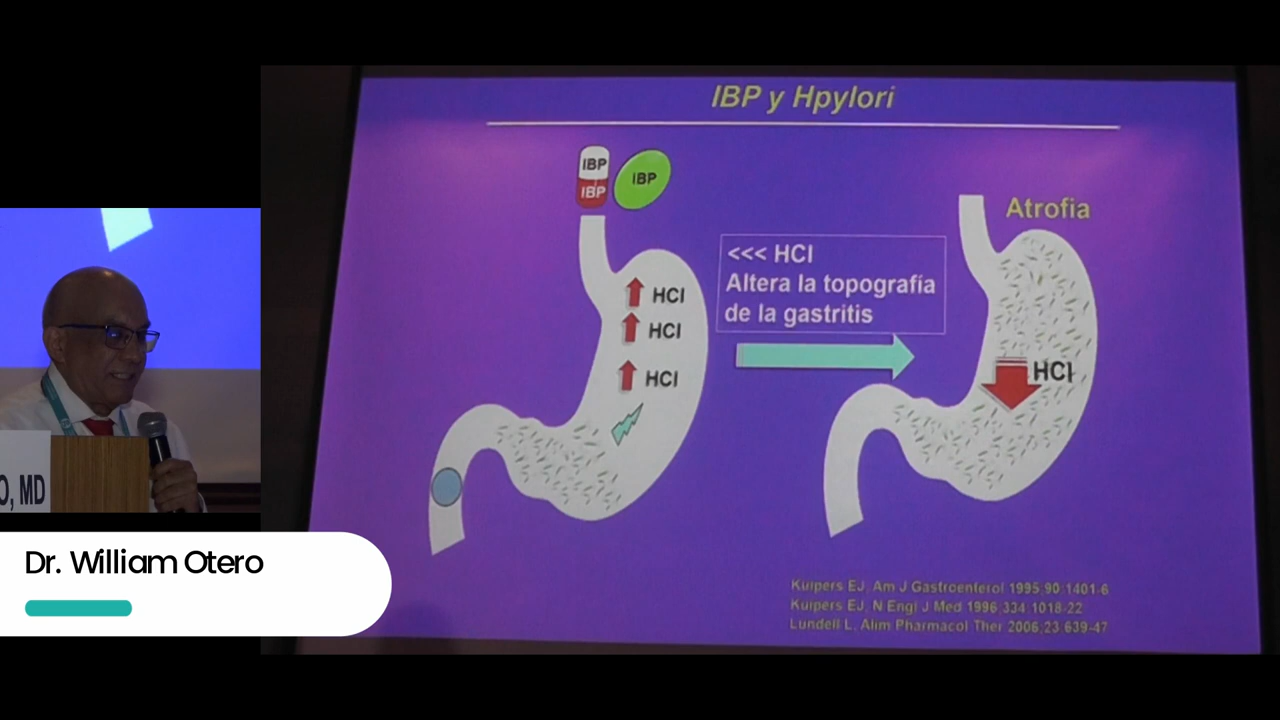 IBP y Hpylori
IBP
IBP
IBP
HCl
HCl
HCl
<<< HCl
Altera la topografía
de la gastritis
Atrofia
HCl
Kuipers EJ, Am J Gastroenterol 1995;90:1401-6
Kuipers EJ, N Engl J Med 1996;334:1018-22
Lundell L, Alim Pharmacol Ther 2006;23:639-47
O, MD
Dr. William Otero